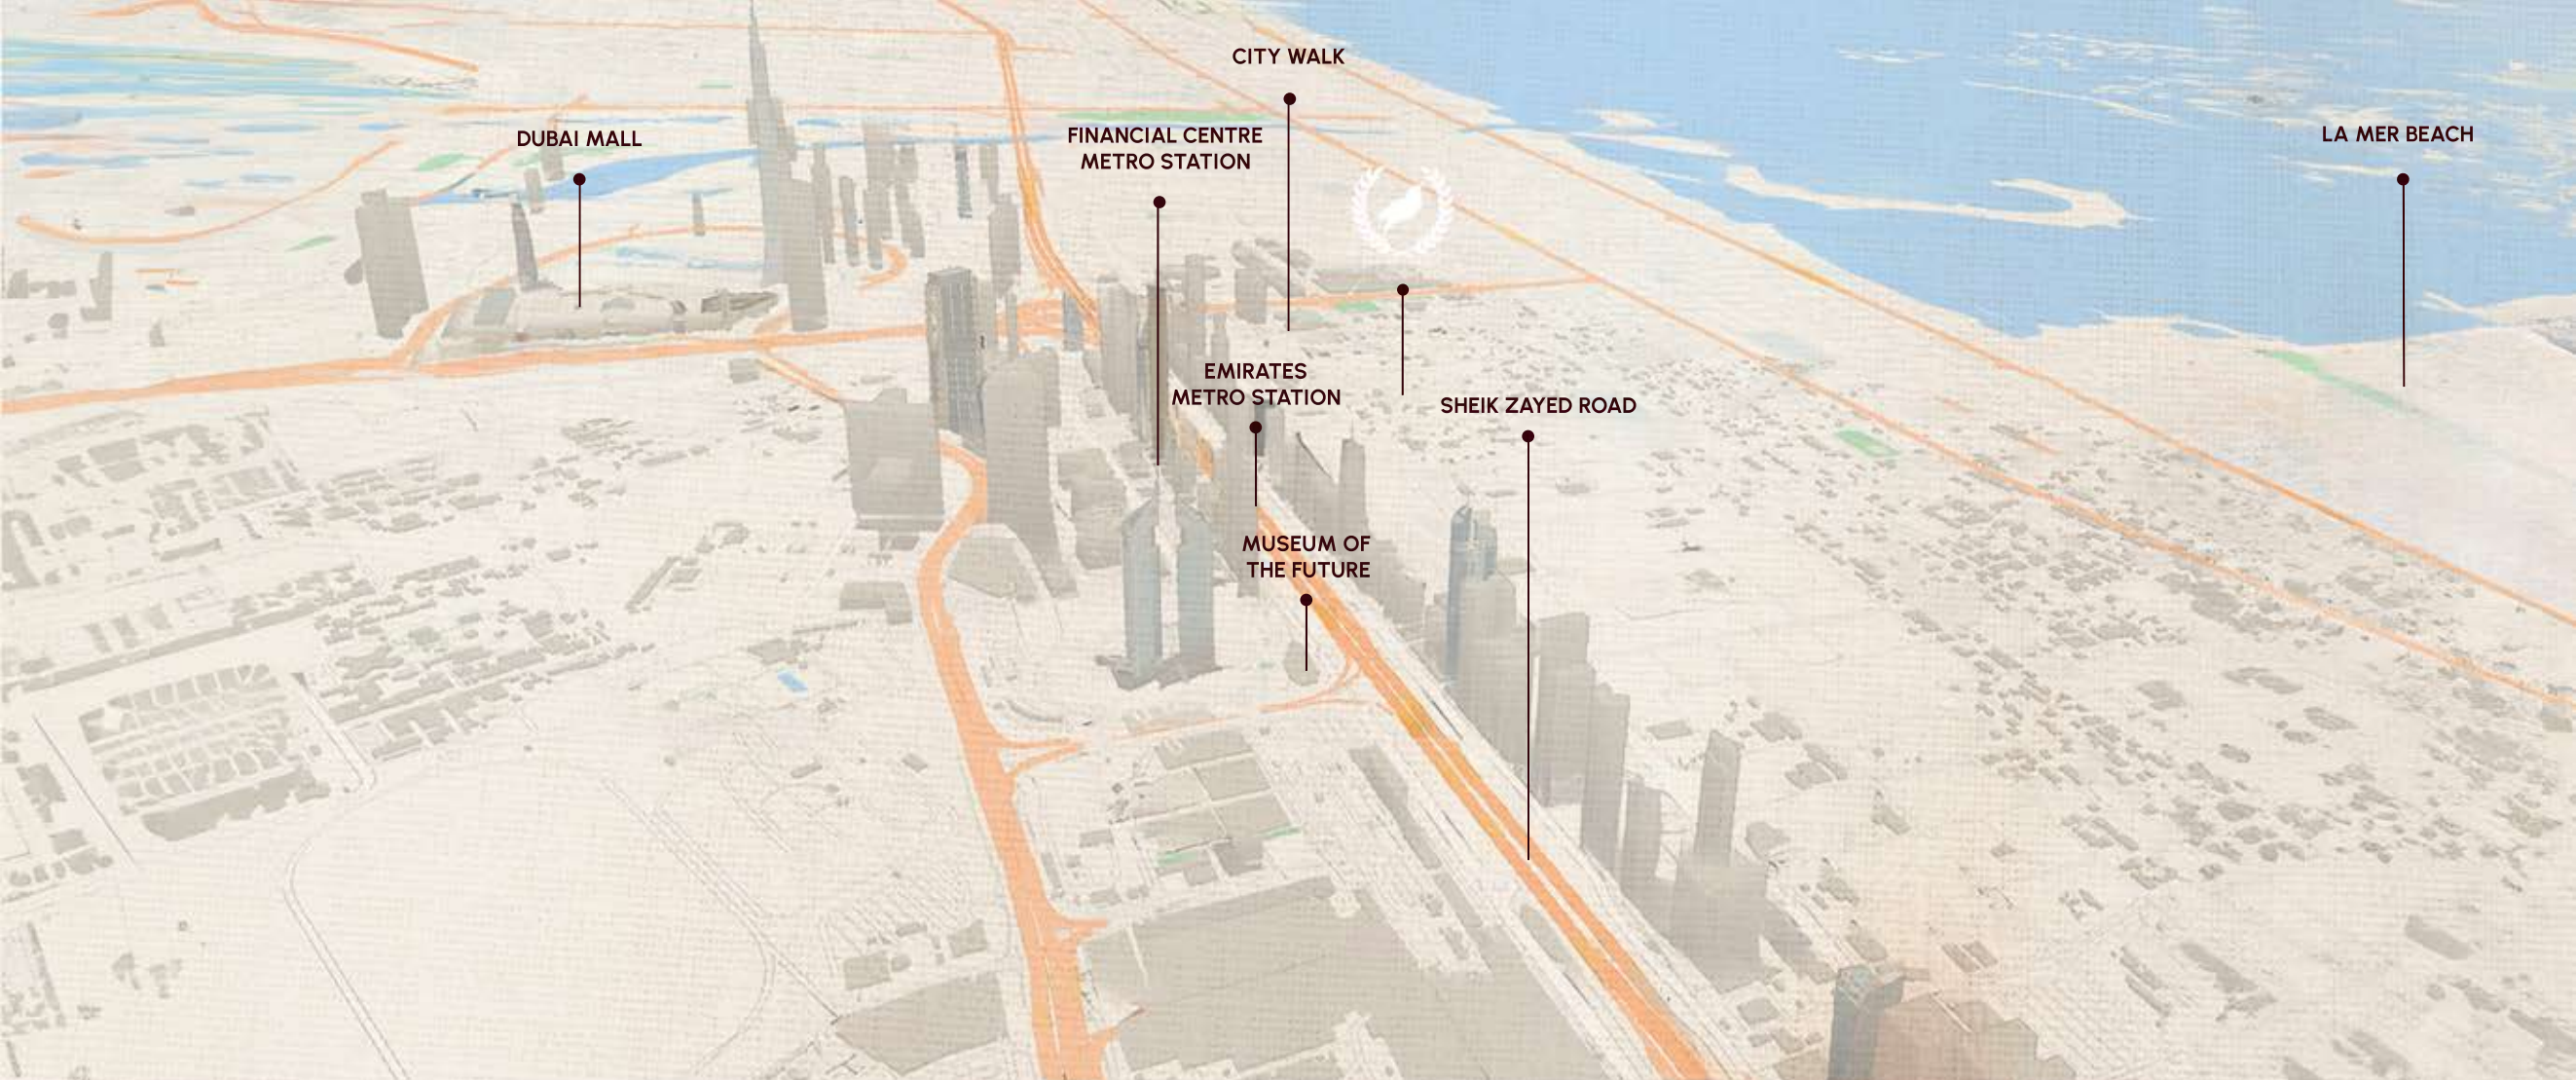 CITY WALK
DUBAI MALL
FINANCIAL CENTRE
METRO STATION
LA MER BEACH
EMIRATES
METRO STATION
SHEIK ZAYED ROAD
MUSEUM OF
THE FUTURE